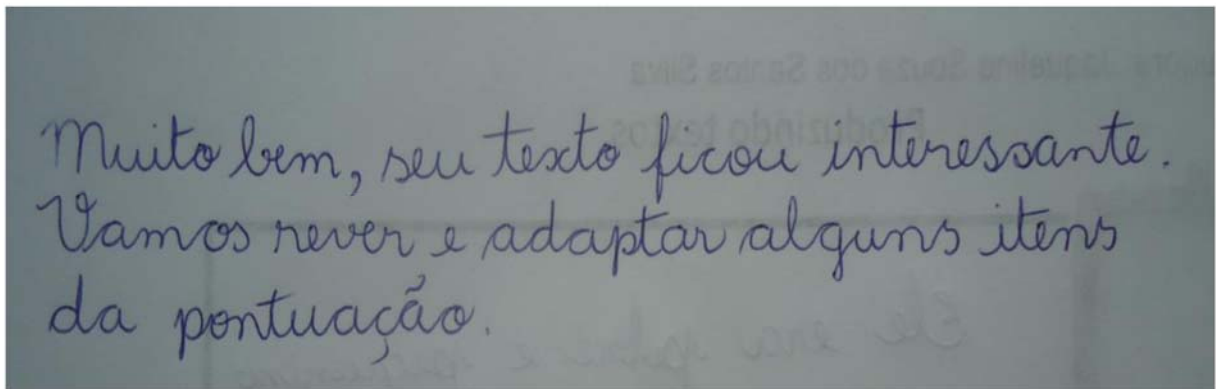 Muito bem, seu texto ficou interessante.
Vamos rever e adaptar alguns itens
da pontuação.